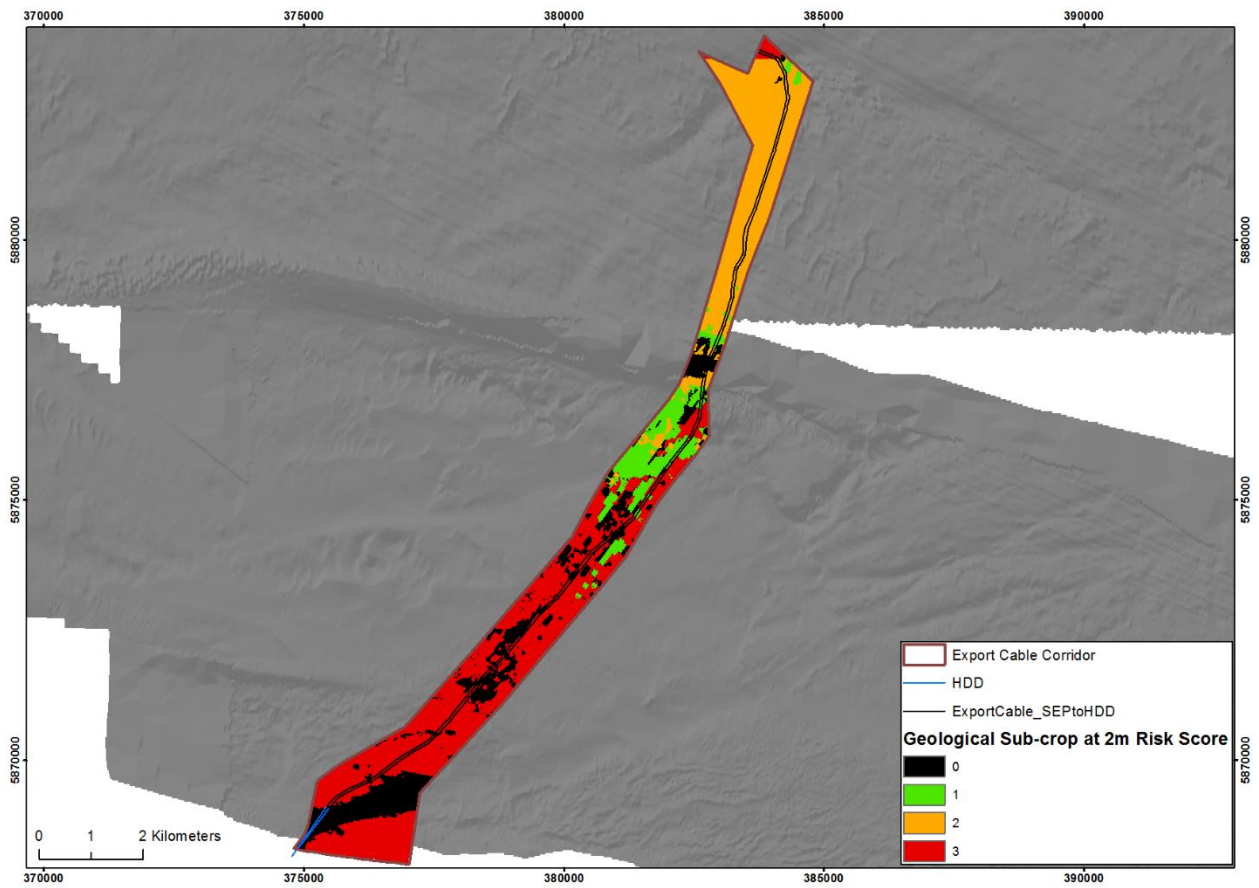 370000 375000 380000 385000 390000
5880000 5880000
5875000 5875000
5870000 5870000
Export Cable Corridor
HDD
ExportCable_SEPtoHDD
Geological Sub-crop at 2m Risk Score
0
1
2
3
0 1 2 Kilometers
370000 375000 380000 385000 390000